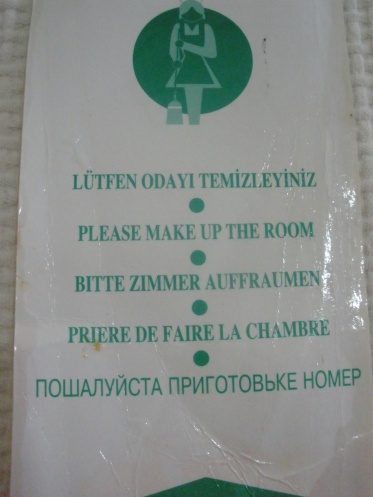 LÜTFEN ODAYI TEMİZLEYİNİZ
PLEASE MAKE UP THE ROOM
BITTE ZIMMER AUFFRAUMEN
PRIERE DE FAIRE LA CHAMBRE
ПОШАЛУЙСТА ПРИГОТОВЬКЕ НОМЕР